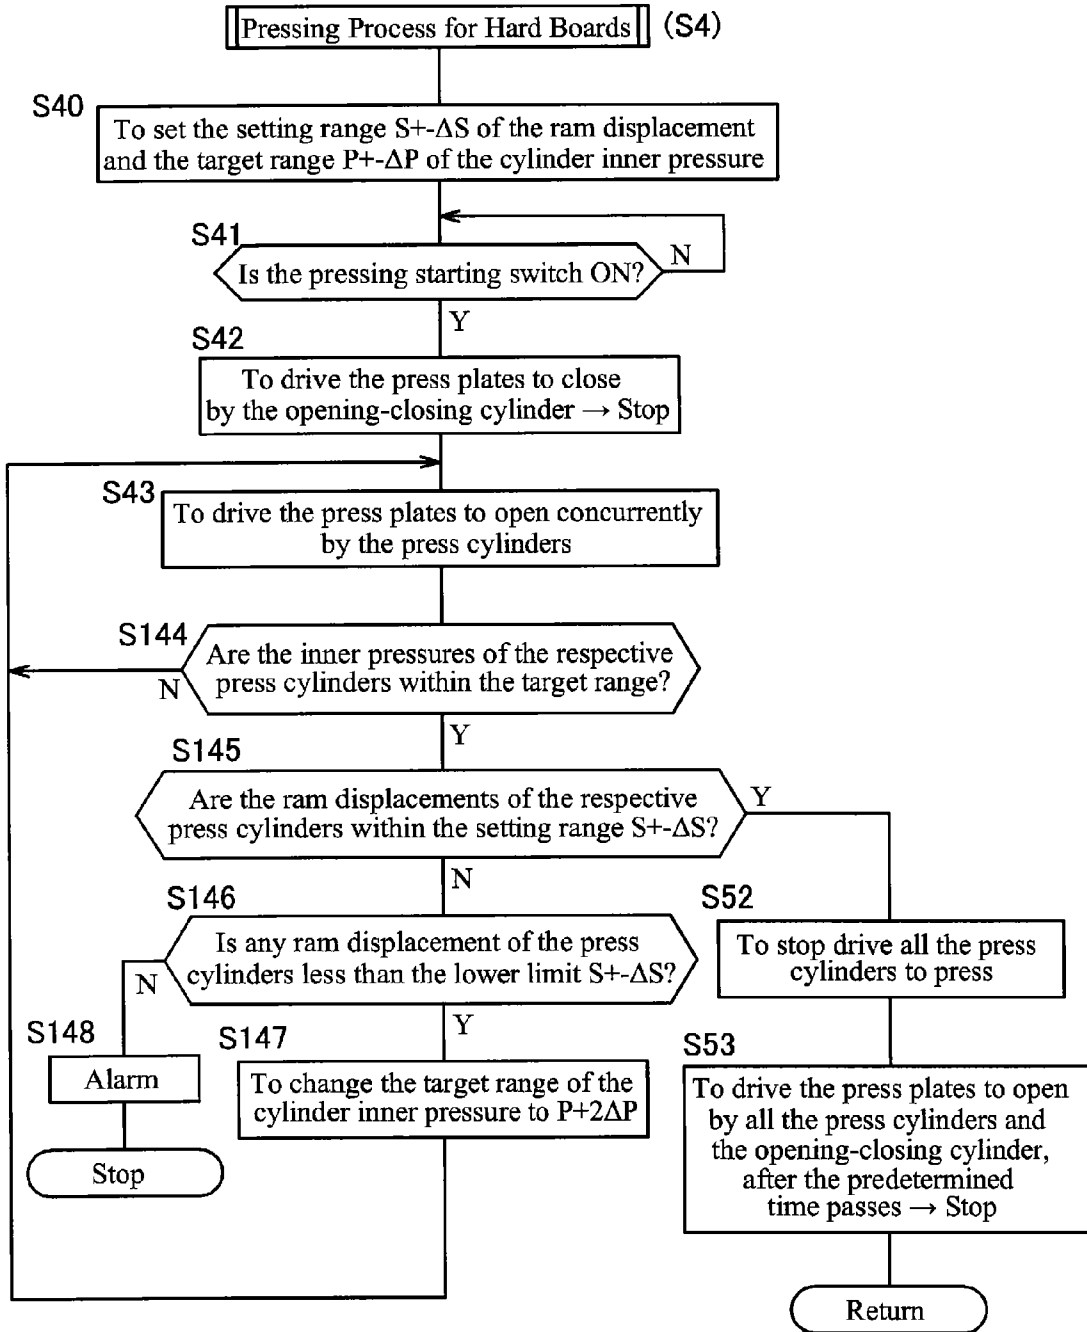 Pressing Process for Hard Boards (S4)
S40
To set the setting range S+-ΔS of the ram displacement
and the target range P+-ΔP of the cylinder inner pressure
S41
Is the pressing starting switch ON?
N
Y
S42
To drive the press plates to close
by the opening-closing cylinder → Stop
S43
To drive the press plates to open concurrently
by the press cylinders
S144
Are the inner pressures of the respective
press cylinders within the target range?
N
Y
S145
Are the ram displacements of the respective
press cylinders within the setting range S+-ΔS?
Y
N
S146
Is any ram displacement of the press
cylinders less than the lower limit S+-ΔS?
N
Y
S52
To stop drive all the press
cylinders to press
S148
Alarm
Stop
S147
To change the target range of the
cylinder inner pressure to P+2ΔP
S53
To drive the press plates to open
by all the press cylinders and
the opening-closing cylinder,
after the predetermined
time passes → Stop
Return